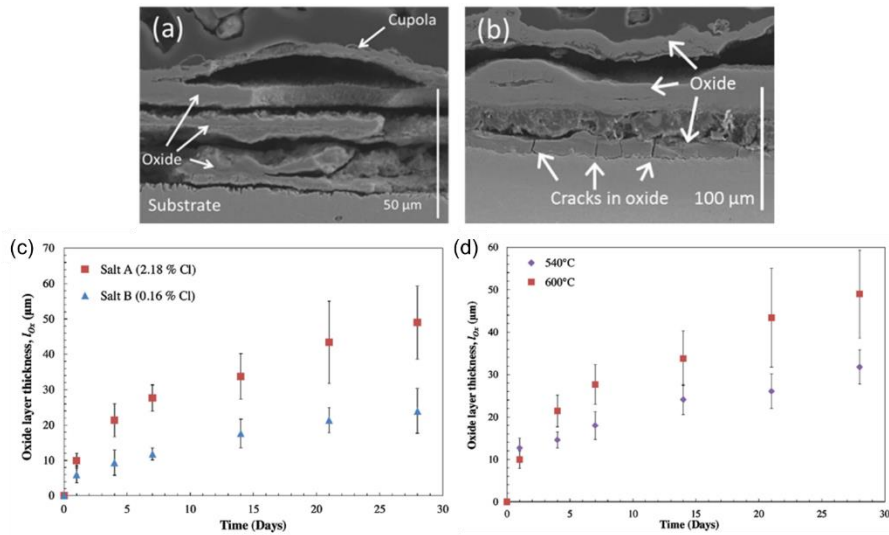 (a)
Cupola
Oxide
Substrate
50 µm
(b)
Oxide
Cracks in oxide
100 µm
(c)
70
60
50
40
30
20
10
0
Oxide layer thickness, lOx (µm)
Salt A (2.18 % Cl)
Salt B (0.16 % Cl)
0 5 10 15 20 25 30
Time (Days)
(d)
60
50
40
30
20
10
0
Oxide layer thickness, lOx (µm)
540°C
600°C
0 5 10 15 20 25 30
Time (Days)